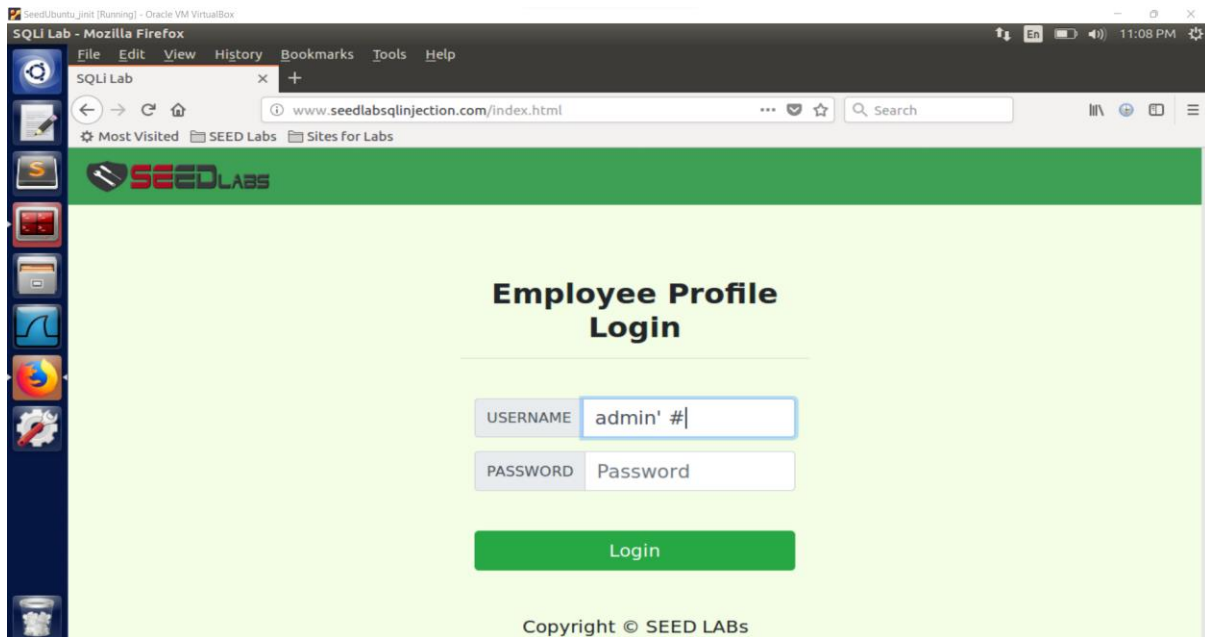 SeedUbuntu_jinit [Running] - Oracle VM VirtualBox
SQLi Lab - Mozilla Firefox
En
11:08 PM
File Edit View History Bookmarks Tools Help
SQLi Lab
www.seedlabsqlinjection.com/index.html
Search
Most Visited SEED Labs Sites for Labs
SEEDLABS
Employee Profile
Login
USERNAME admin' #
PASSWORD Password
Login
Copyright © SEED LABs